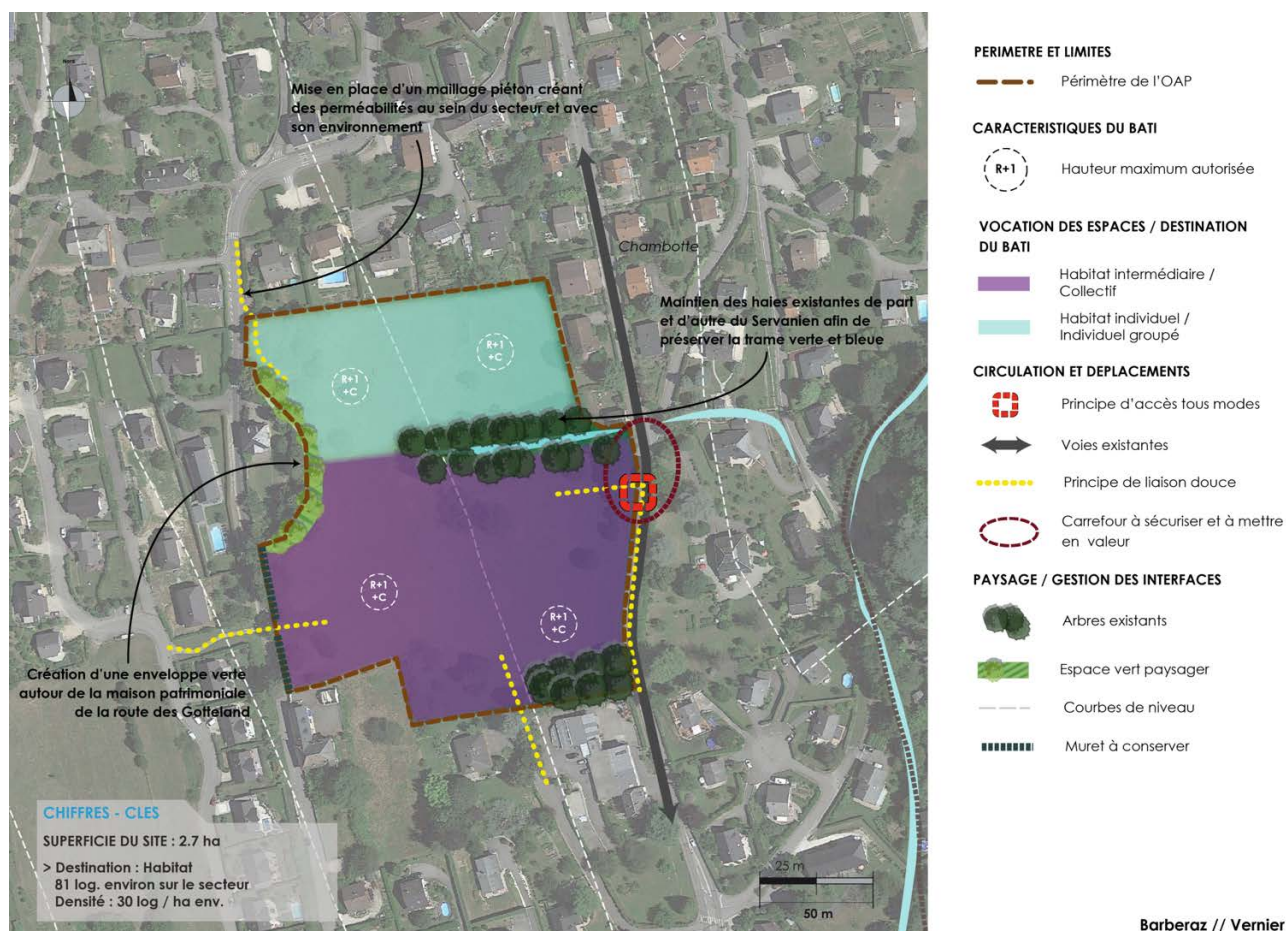 Nord
Mise en place d'un maillage piéton créant
des perméabilités au sein du secteur et avec
son environnement
Chambotte
Maintien des haies existantes de part
et d'autre du Servanien afin de
préserver la trame verte et bleue
R+1
+C
R+1
+C
R+1
+C
R+1
+C
Création d'une enveloppe verte
autour de la maison patrimoniale
de la route des Gotteland
CHIFFRES - CLES
SUPERFICIE DU SITE : 2.7 ha
> Destination : Habitat
81 log. environ sur le secteur
Densité : 30 log / ha env.
25 m
50 m
PERIMETRE ET LIMITES
Périmètre de l'OAP
CARACTERISTIQUES DU BATI
R+1
Hauteur maximum autorisée
VOCATION DES ESPACES / DESTINATION
DU BATI
Habitat intermédiaire /
Collectif
Habitat individuel /
Individuel groupé
CIRCULATION ET DEPLACEMENTS
Principe d'accès tous modes
Voies existantes
Principe de liaison douce
Carrefour à sécuriser et à mettre
en valeur
PAYSAGE / GESTION DES INTERFACES
Arbres existants
Espace vert paysager
Courbes de niveau
Muret à conserver
Barberaz // Vernier